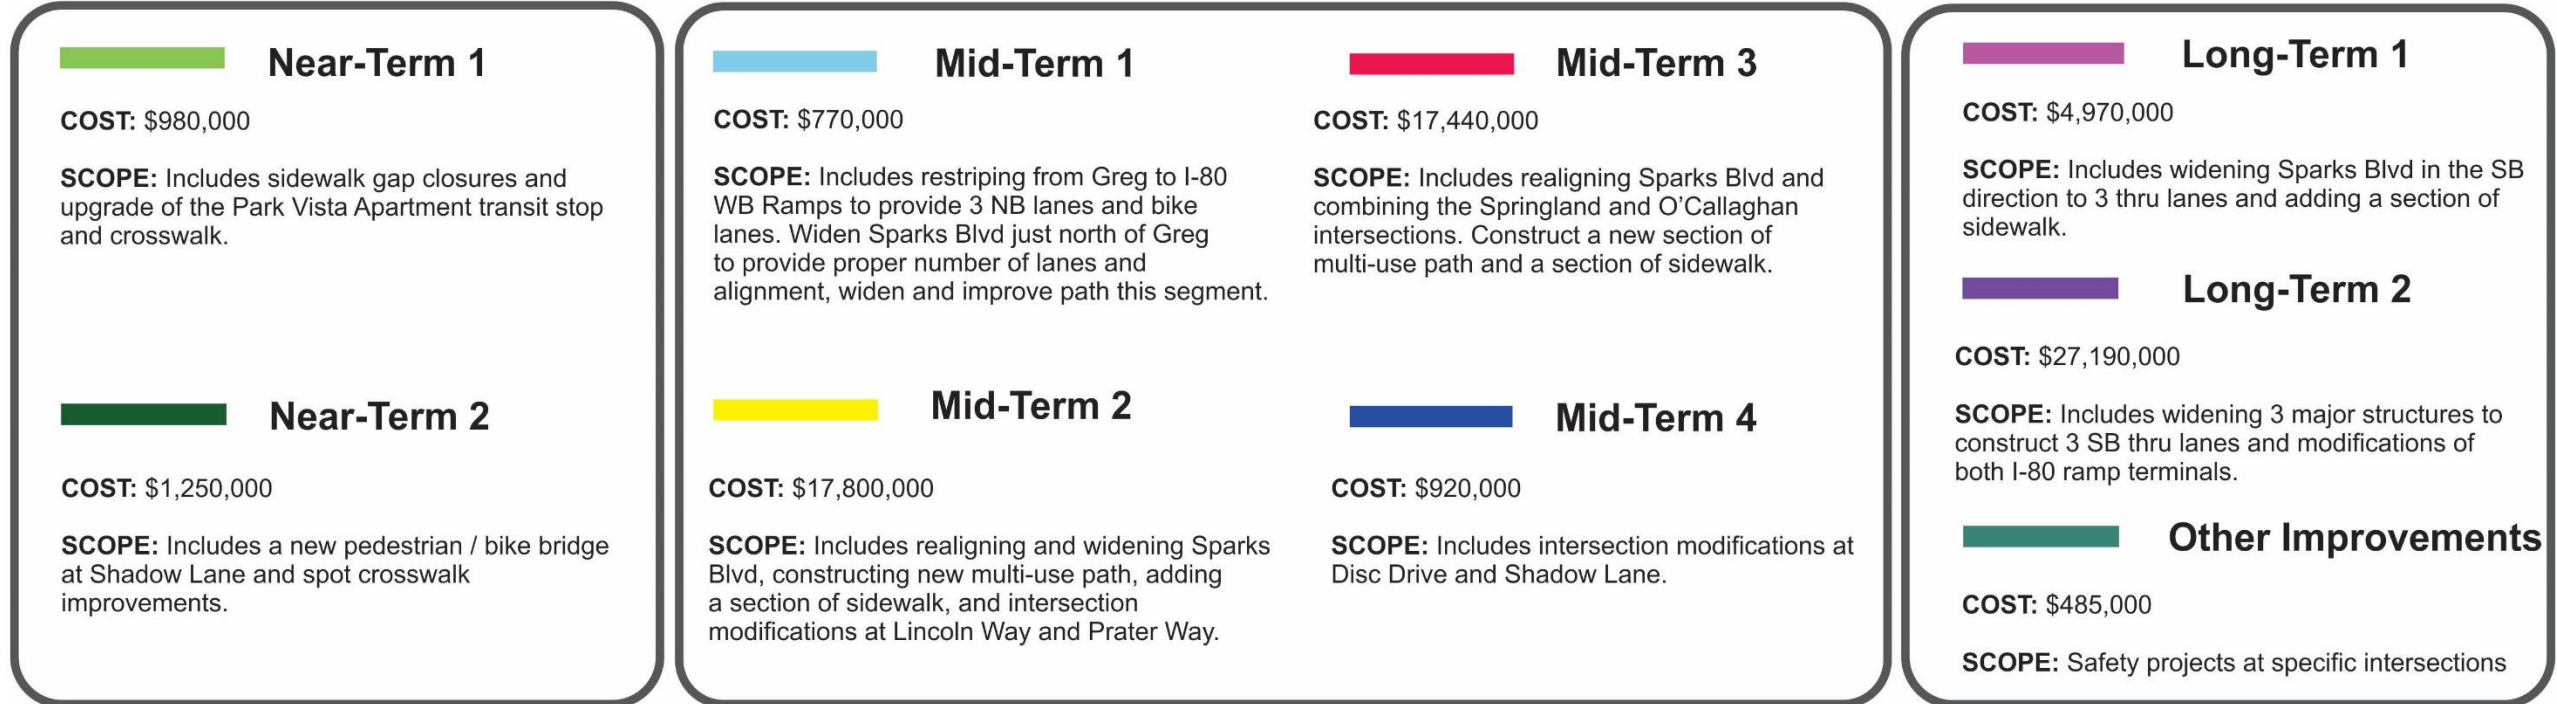 Near-Term 1
COST: $980,000
SCOPE: Includes sidewalk gap closures and
upgrade of the Park Vista Apartment transit stop
and crosswalk.
Near-Term 2
COST: $1,250,000
SCOPE: Includes a new pedestrian / bike bridge
at Shadow Lane and spot crosswalk
improvements.
Mid-Term 1
COST: $770,000
SCOPE: Includes restriping from Greg to I-80
WB Ramps to provide 3 NB lanes and bike
lanes. Widen Sparks Blvd just north of Greg
to provide proper number of lanes and
alignment, widen and improve path this segment.
Mid-Term 2
COST: $17,800,000
SCOPE: Includes realigning and widening Sparks
Blvd, constructing new multi-use path, adding
a section of sidewalk, and intersection
modifications at Lincoln Way and Prater Way.
Mid-Term 3
COST: $17,440,000
SCOPE: Includes realigning Sparks Blvd and
combining the Springland and O’Callaghan
intersections. Construct a new section of
multi-use path and a section of sidewalk.
Mid-Term 4
COST: $920,000
SCOPE: Includes intersection modifications at
Disc Drive and Shadow Lane.
Long-Term 1
COST: $4,970,000
SCOPE: Includes widening Sparks Blvd in the SB
direction to 3 thru lanes and adding a section of
sidewalk.
Long-Term 2
COST: $27,190,000
SCOPE: Includes widening 3 major structures to
construct 3 SB thru lanes and modifications of
both I-80 ramp terminals.
Other Improvements
COST: $485,000
SCOPE: Safety projects at specific intersections